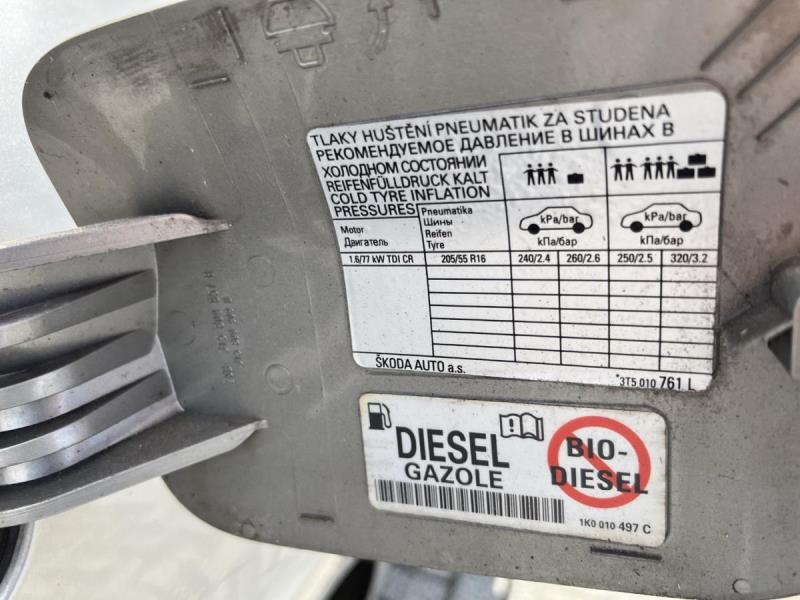 TLAKY HUŠTĚNÍ PNEUMATIK ZA STUDENA
РЕКОМЕНДУЕМОЕ ДАВЛЕНИЕ В ШИНАХ В
ХОЛОДНОМ СОСТОЯНИИ
REIFENFÜLLDRUCK KALT
COLD TYRE INFLATION
PRESSURES
Pneumatika
Шины
Reifen
Tyre
Motor
Двигатель
kPa/bar
кПа/бар
kPa/bar
кПа/бар
1.6/77 kW TDI CR 205/55 R16 240/2.4 260/2.6 250/2.5 320/3.2
ŠKODA AUTO a.s.
*3T5 010 761 L
DIESEL
GAZOLE
BIO-
DIESEL
1K0 010 497 C